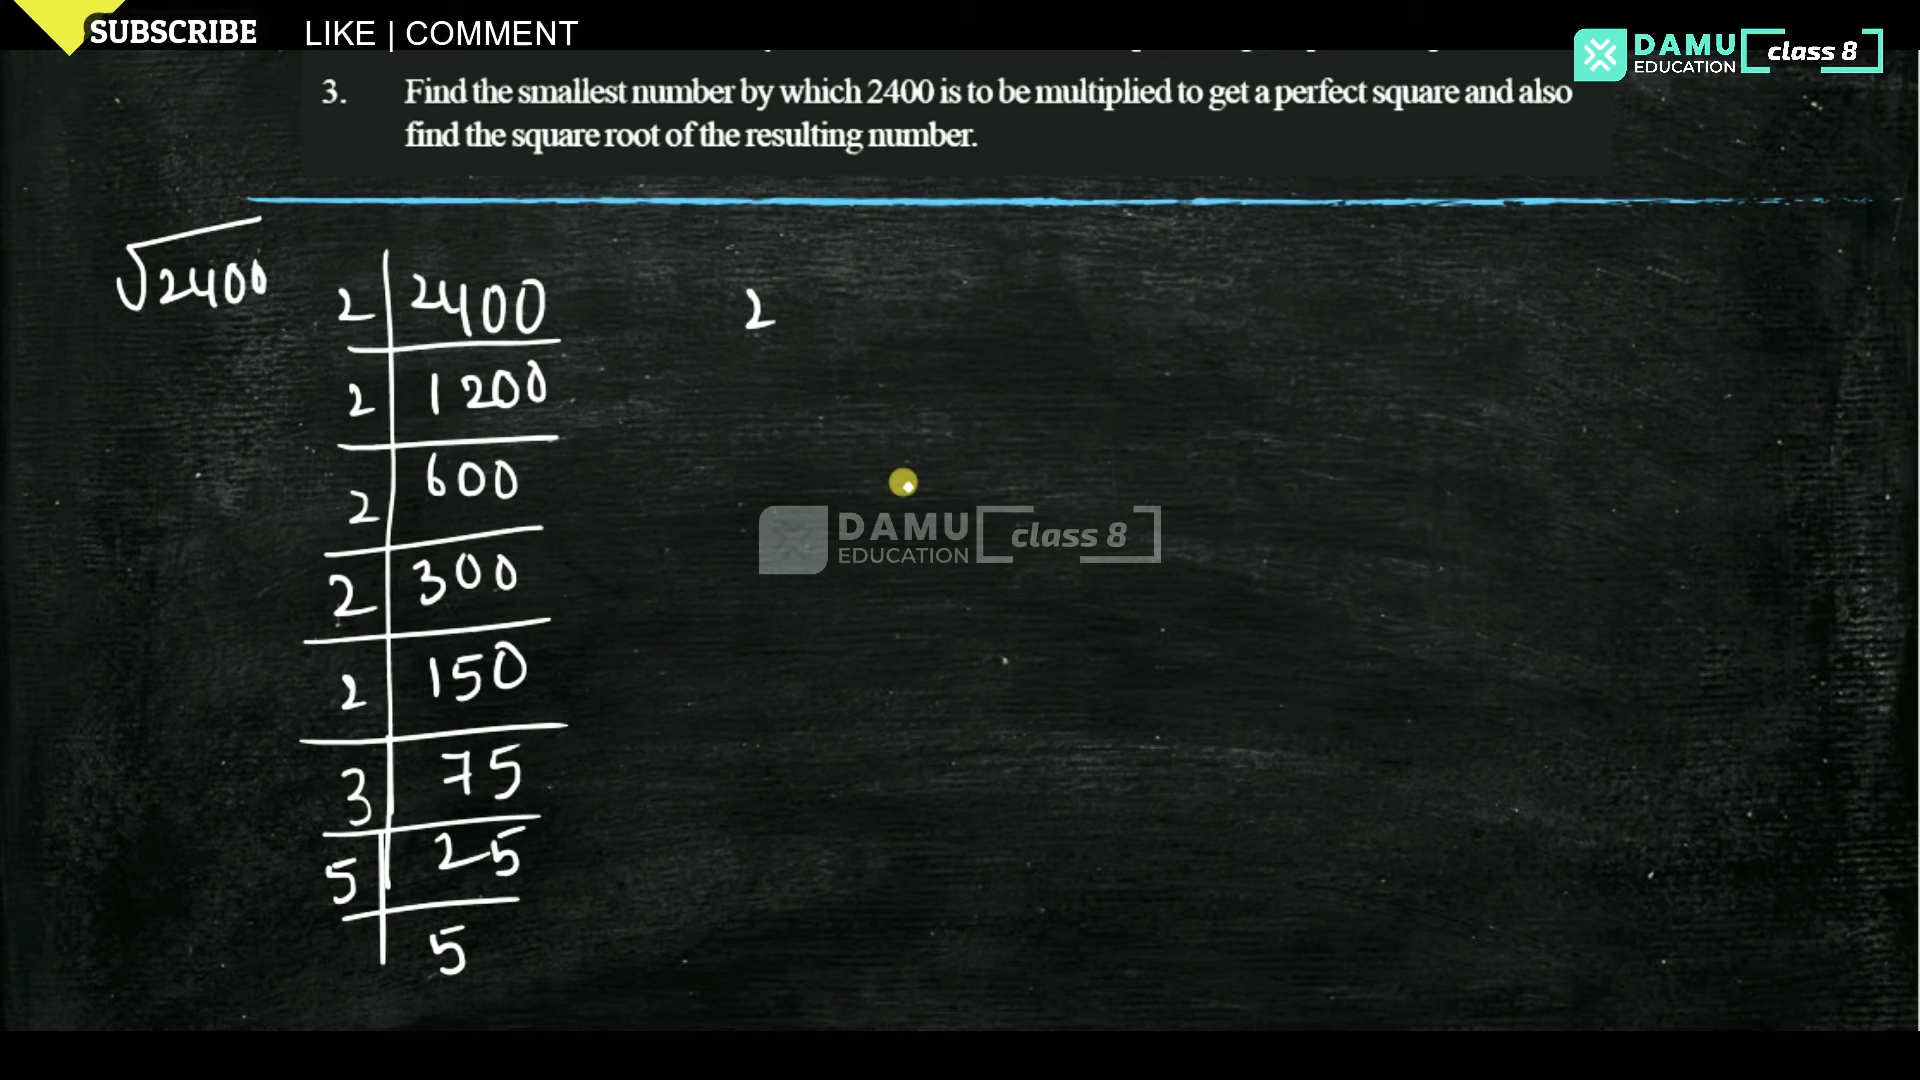 SUBSCRIBE LIKE | COMMENT
DAMU
EDUCATION
class 8
3. Find the smallest number by which 2400 is to be multiplied to get a perfect square and also
find the square root of the resulting number.
√2400
2 | 2400
2 | 1200
2 | 600
2 | 300
2 | 150
3 | 75
5 | 25
5
2
DAMU
EDUCATION
class 8